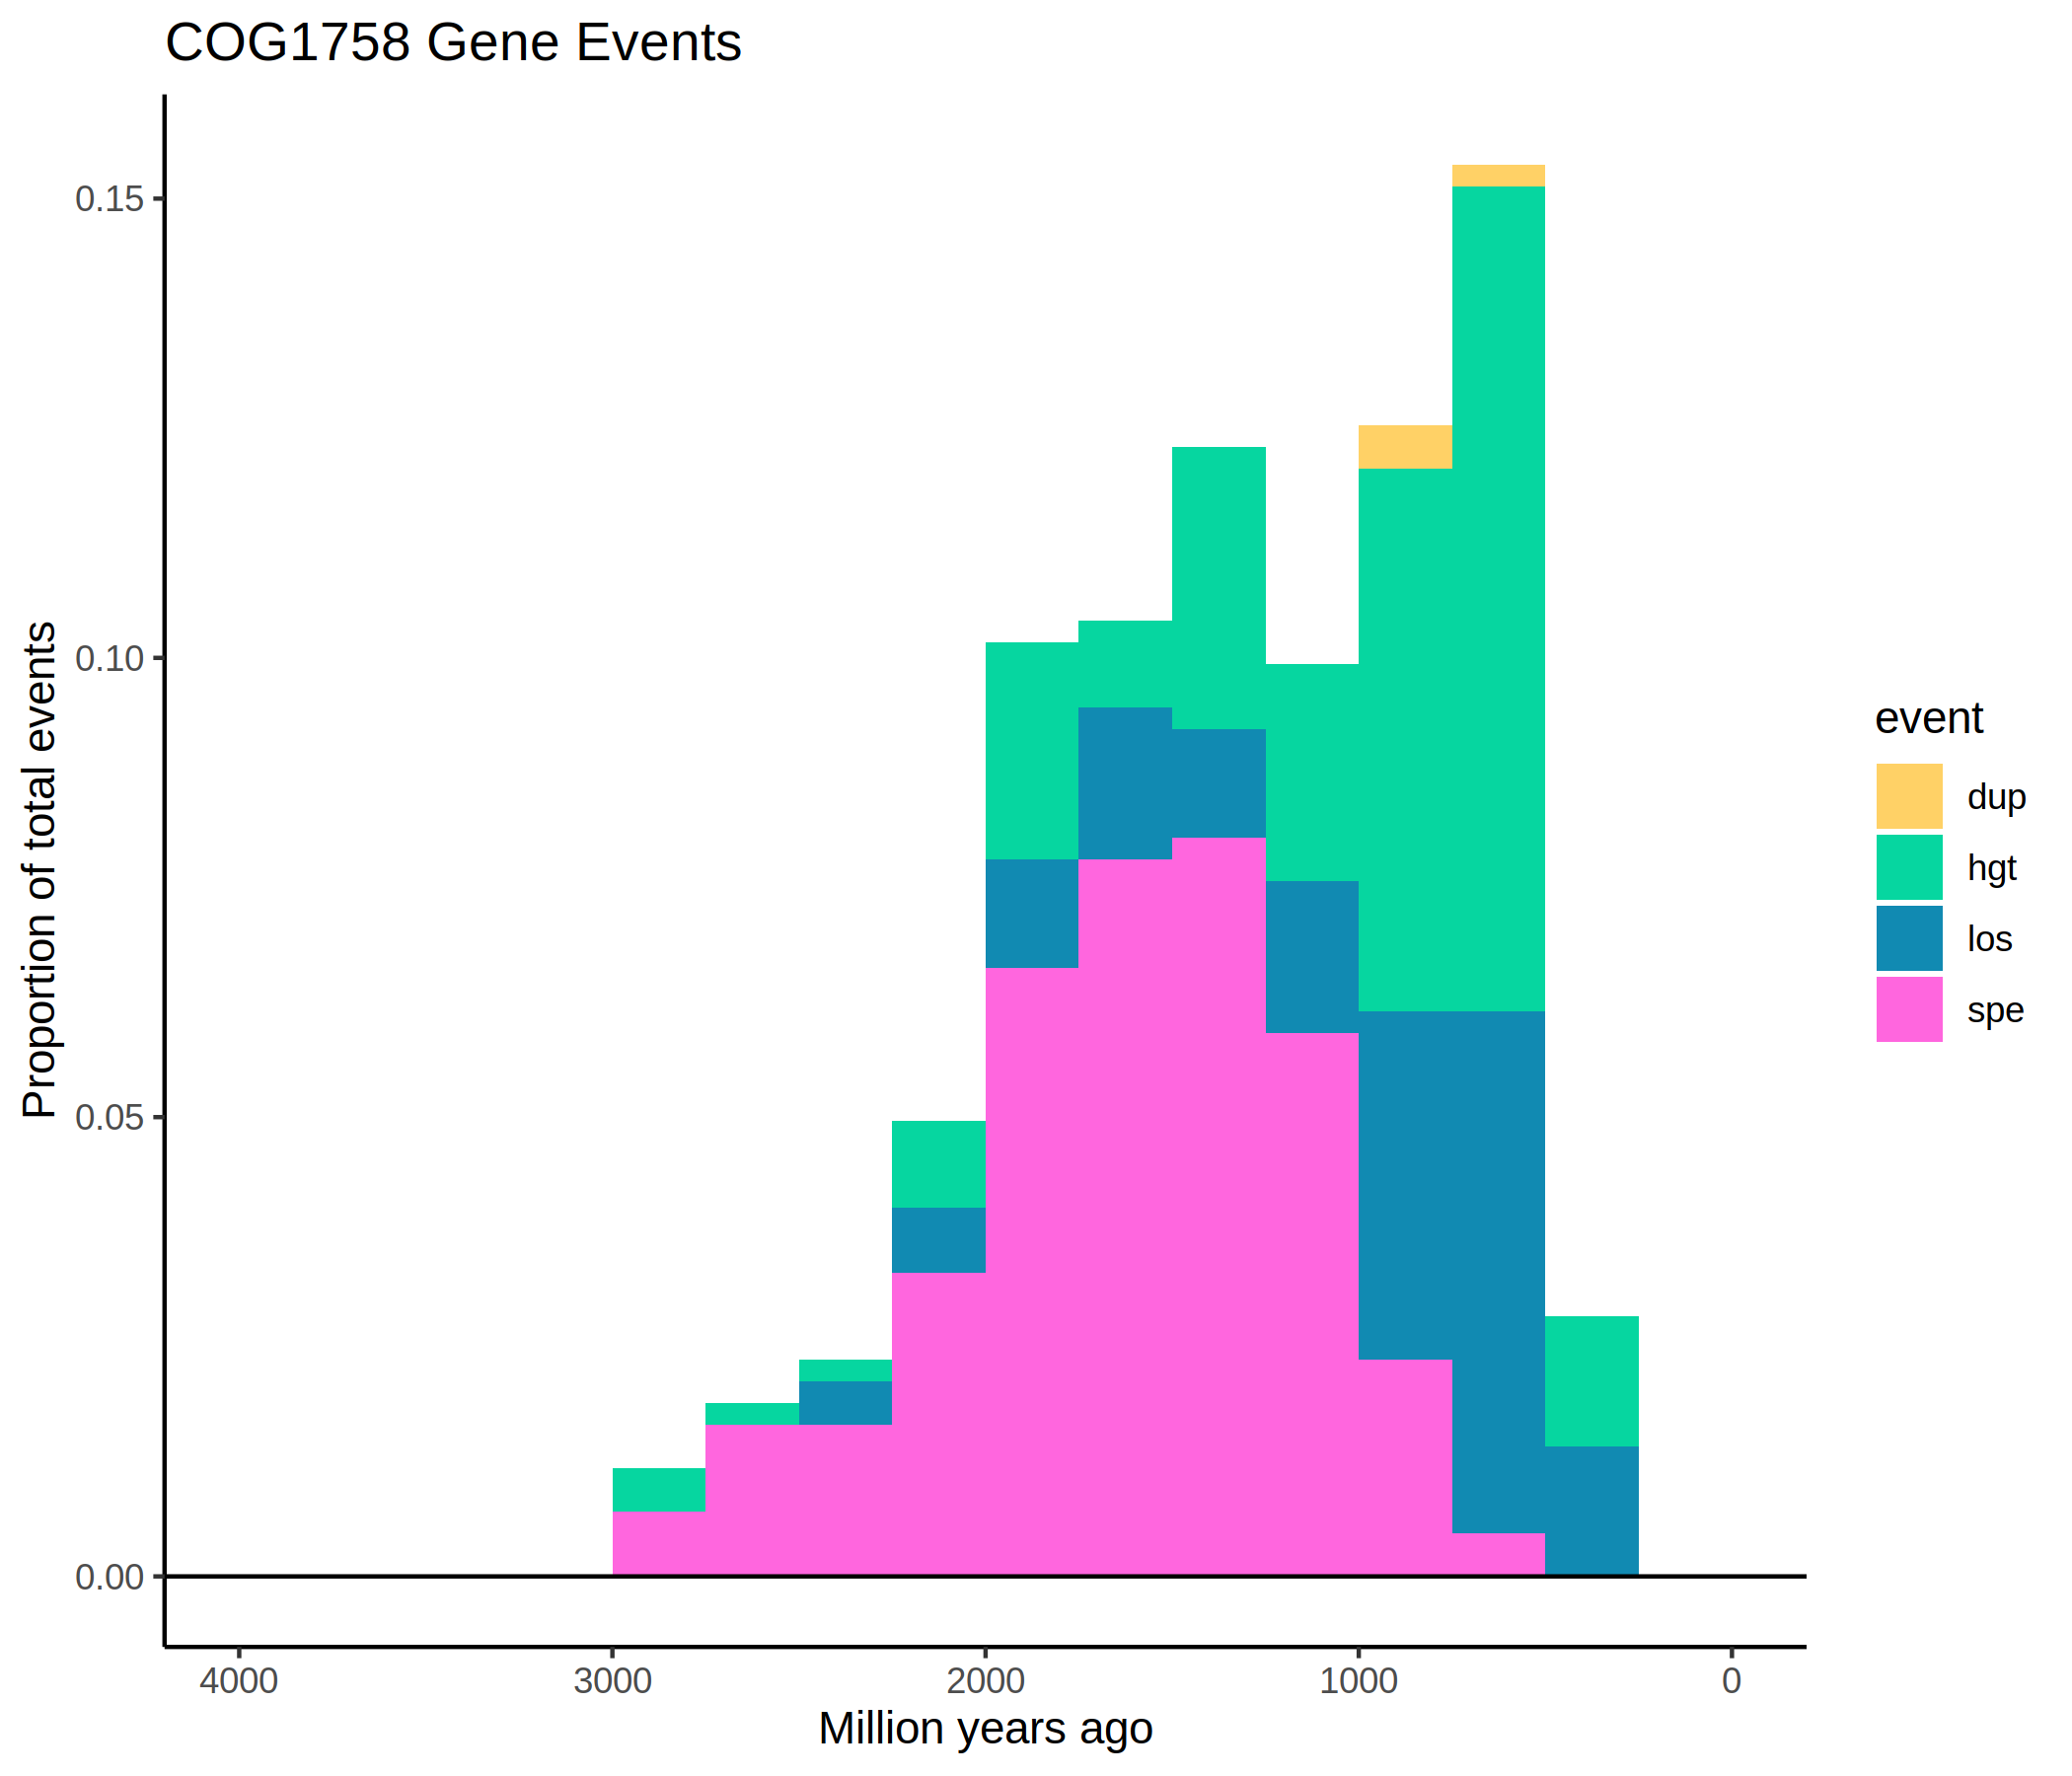 COG1758 Gene Events
Proportion of total events
0.15
0.10
0.05
0.00
4000 3000 2000 1000 0
Million years ago
event
dup
hgt
los
spe